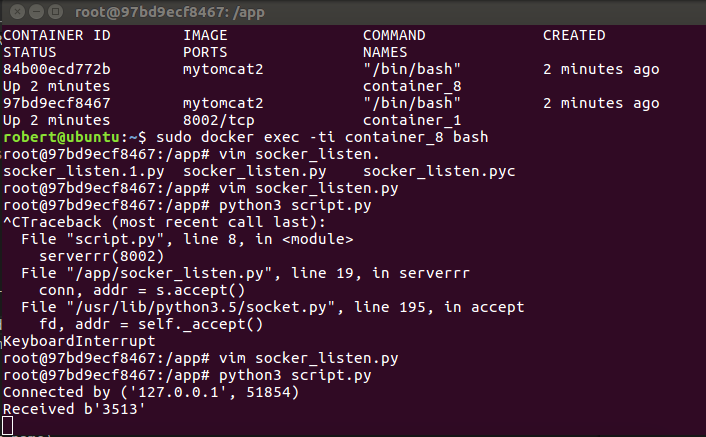 root@97bd9ecf8467: /app
CONTAINER ID        IMAGE               COMMAND             CREATED
STATUS              PORTS               NAMES
84b00ecd772b        mytomcat2           "/bin/bash"         2 minutes ago
Up 2 minutes                            container_8
97bd9ecf8467        mytomcat2           "/bin/bash"         2 minutes ago
Up 2 minutes        8002/tcp            container_1
robert@ubuntu:~$ sudo docker exec -ti container_8 bash
root@97bd9ecf8467:/app# vim socker_listen.
socker_listen.1.py  socker_listen.py    socker_listen.pyc
root@97bd9ecf8467:/app# vim socker_listen.py
root@97bd9ecf8467:/app# python3 script.py
^CTraceback (most recent call last):
  File "script.py", line 8, in <module>
    serverrr(8002)
  File "/app/socker_listen.py", line 19, in serverrr
    conn, addr = s.accept()
  File "/usr/lib/python3.5/socket.py", line 195, in accept
    fd, addr = self._accept()
KeyboardInterrupt
root@97bd9ecf8467:/app# vim socker_listen.py
root@97bd9ecf8467:/app# python3 script.py
Connected by ('127.0.0.1', 51854)
Received b'3513'